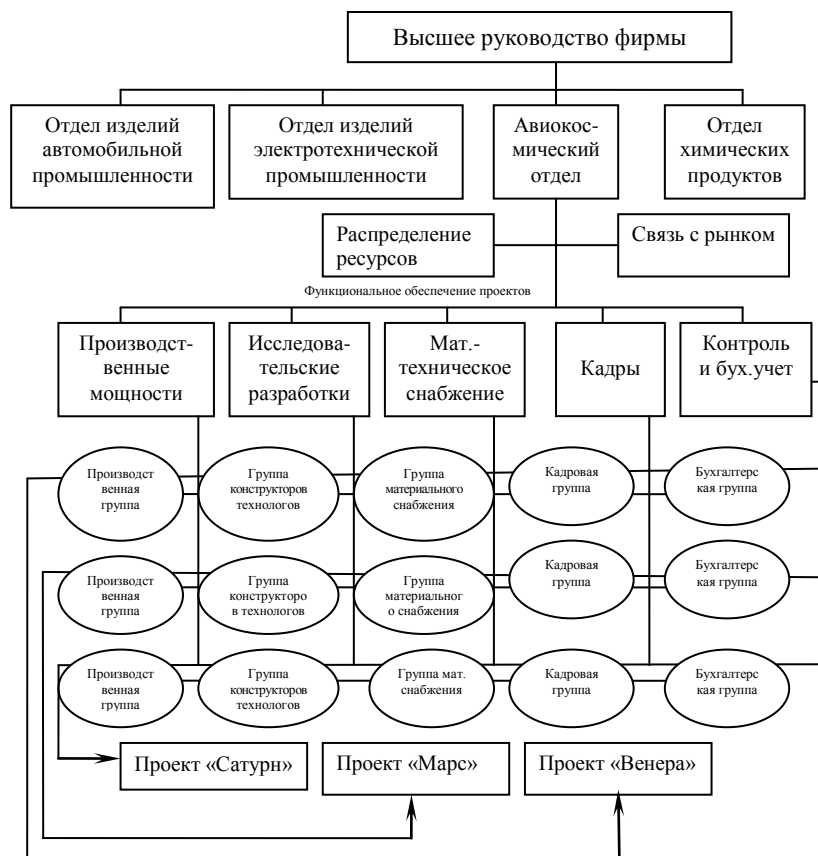 Высшее руководство фирмы
Отдел изделий
автомобильной
промышленности
Отдел изделий
электротехнической
промышленности
Авиокос-
мический
отдел
Отдел
химических
продуктов
Распределение
ресурсов
Связь с рынком
Функциональное обеспечение проектов
Производст-
венные
мощности
Исследова-
тельские
разработки
Мат.-
техническое
снабжение
Кадры
Контроль
и бух.учет
Производст
венная
группа
Группа
конструкторов
технологов
Группа
материального
снабжения
Кадровая
группа
Бухгалтерс
кая группа
Производст
венная
группа
Группа
конструкторо
в технологов
Группа
материальног
о снабжения
Кадровая
группа
Бухгалтерс
кая группа
Производст
венная
группа
Группа
конструкторов
технологов
Группа мат.
снабжения
Кадровая
группа
Бухгалтерс
кая группа
Проект «Сатурн»
Проект «Марс»
Проект «Венера»